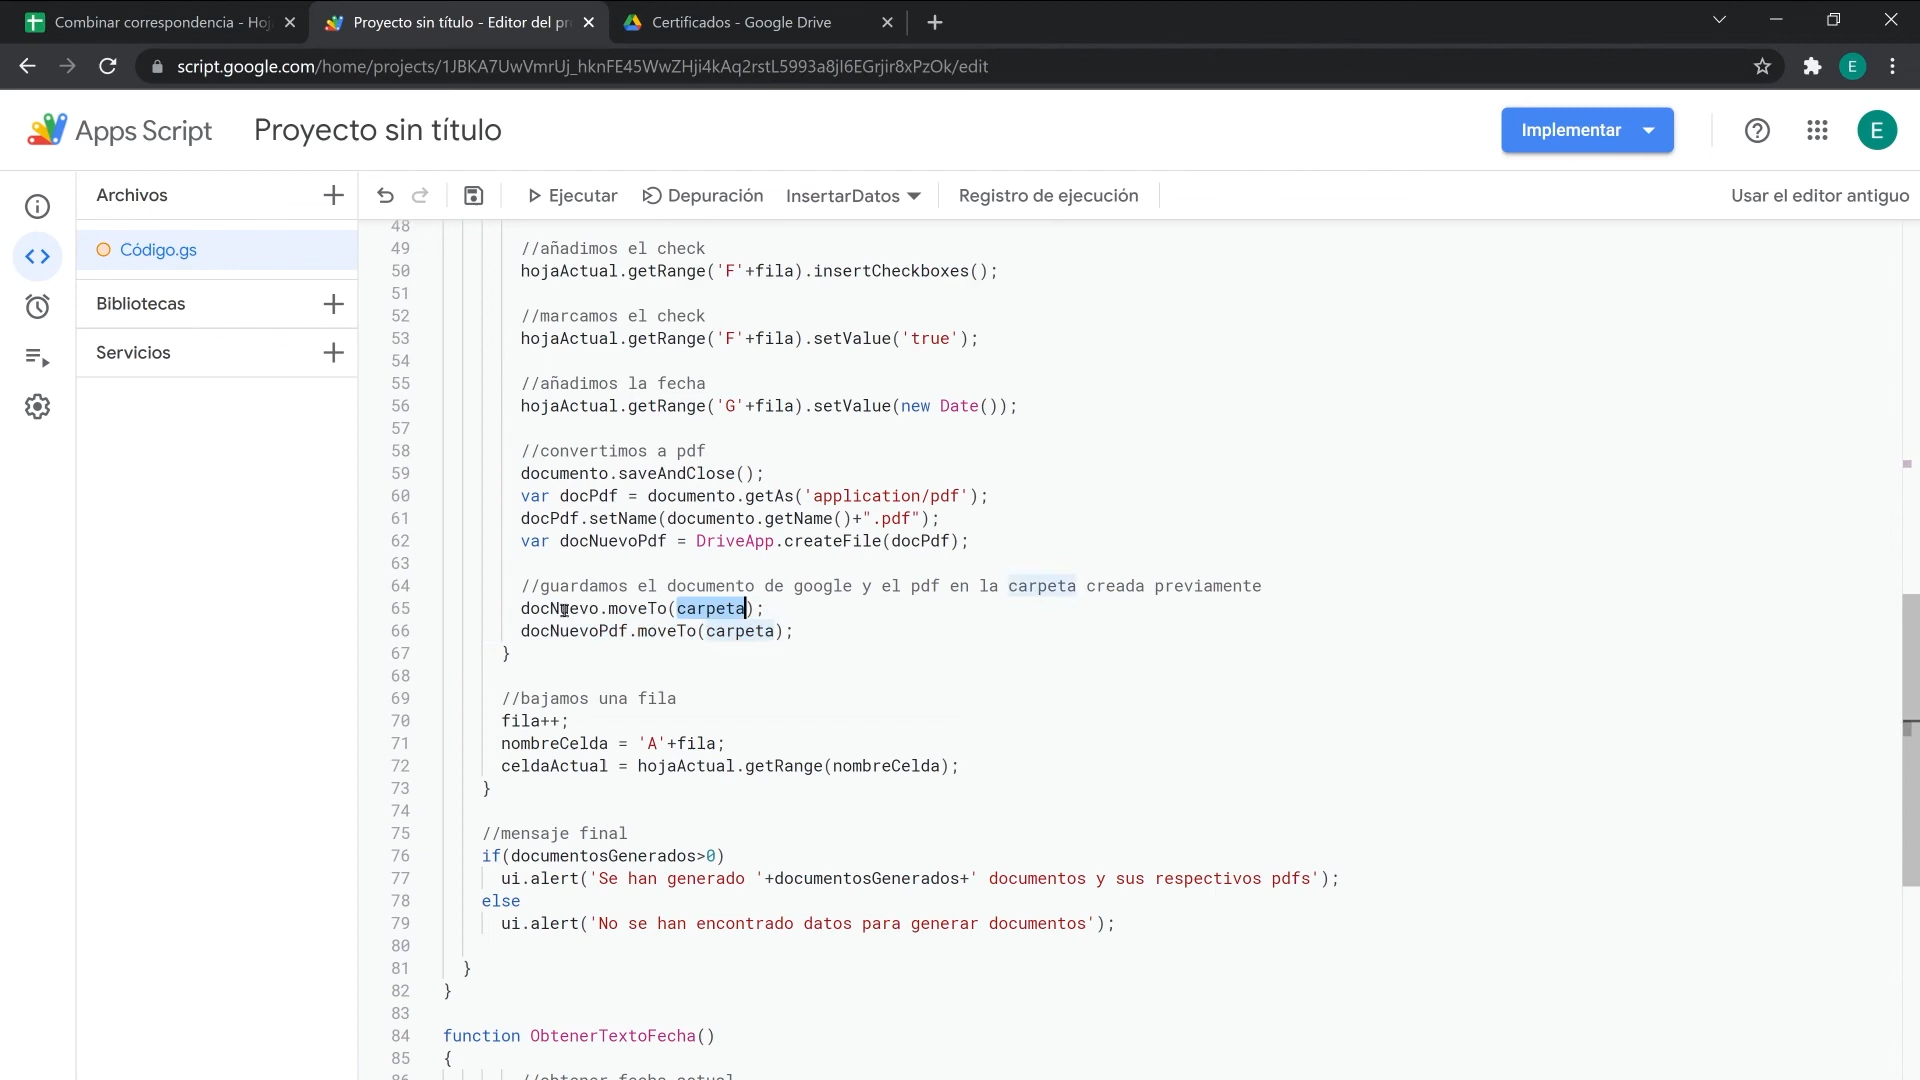 Combinar correspondencia - Hoj
Proyecto sin título - Editor del pr
Certificados - Google Drive
script.google.com/home/projects/1JBKA7UwVmrUj_hknFE45WwZHji4kAq2rstL5993a8jI6EGrjir8xPzOk/edit
E
Apps Script
Proyecto sin título
Implementar
E
Archivos
Ejecutar
Depuración
InsertarDatos
Registro de ejecución
Usar el editor antiguo
Código.gs
Bibliotecas
Servicios
48
49 //añadimos el check
50 hojaActual.getRange('F'+fila).insertCheckboxes();
51
52 //marcamos el check
53 hojaActual.getRange('F'+fila).setValue('true');
54
55 //añadimos la fecha
56 hojaActual.getRange('G'+fila).setValue(new Date());
57
58 //convertimos a pdf
59 documento.saveAndClose();
60 var docPdf = documento.getAs('application/pdf');
61 docPdf.setName(documento.getName()+".pdf");
62 var docNuevoPdf = DriveApp.createFile(docPdf);
63
64 //guardamos el documento de google y el pdf en la carpeta creada previamente
65 docNuevo.moveTo(carpeta);
66 docNuevoPdf.moveTo(carpeta);
67 }
68
69 //bajamos una fila
70 fila++;
71 nombreCelda = 'A'+fila;
72 celdaActual = hojaActual.getRange(nombreCelda);
73 }
74
75 //mensaje final
76 if(documentosGenerados>0)
77 ui.alert('Se han generado '+documentosGenerados+' documentos y sus respectivos pdfs');
78 else
79 ui.alert('No se han encontrado datos para generar documentos');
80
81 }
82 }
83
84 function ObtenerTextoFecha()
85 {
86 //obtener fecha actual